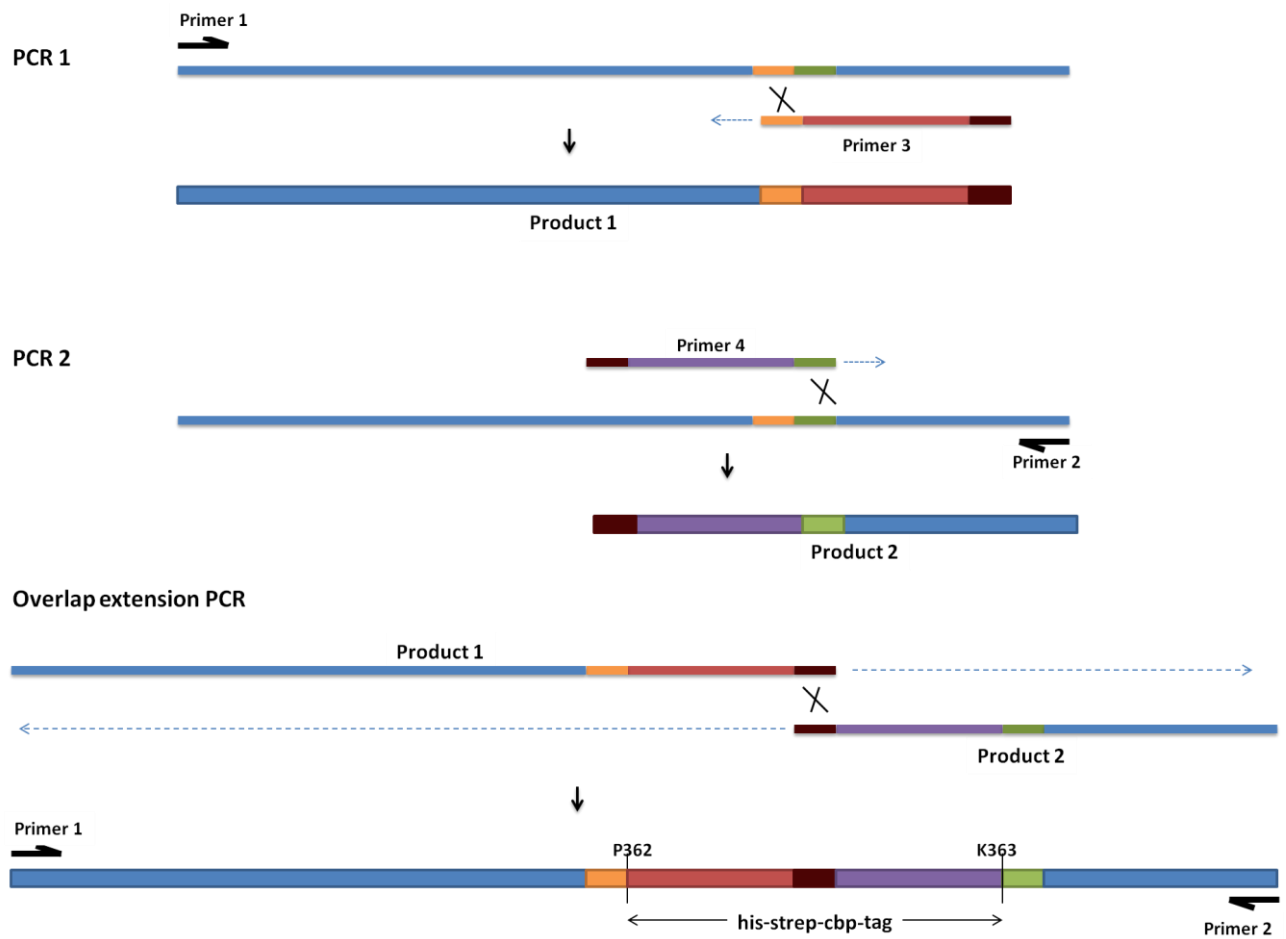 Primer 1
PCR 1
Primer 3
Product 1
PCR 2
Primer 4
Primer 2
Product 2
Overlap extension PCR
Product 1
Product 2
Primer 1
P362
K363
his-strep-cbp-tag
Primer 2